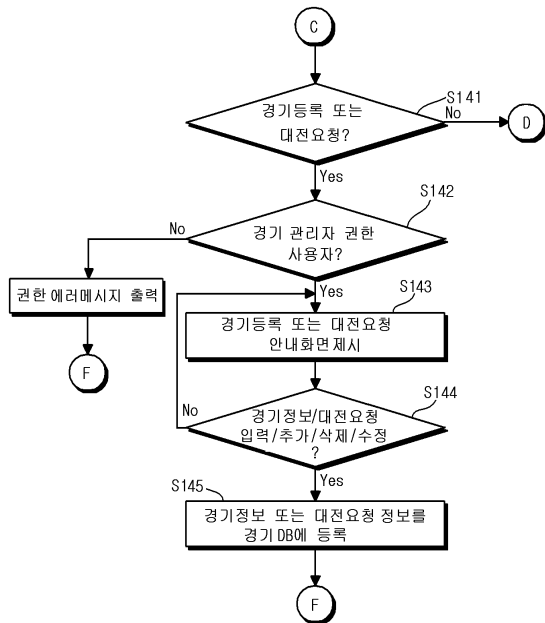 C
경기등록 또는
대전요청?
S141
No
D
Yes
S142
경기 관리자 권한
사용자?
No
권한 에러메시지 출력
F
Yes
S143
경기등록 또는 대전요청
안내화면제시
S144
경기정보/대전요청
입력/추가/삭제/수정
?
No
Yes
S145
경기정보 또는 대전요청 정보를
경기 DB에 등록
F